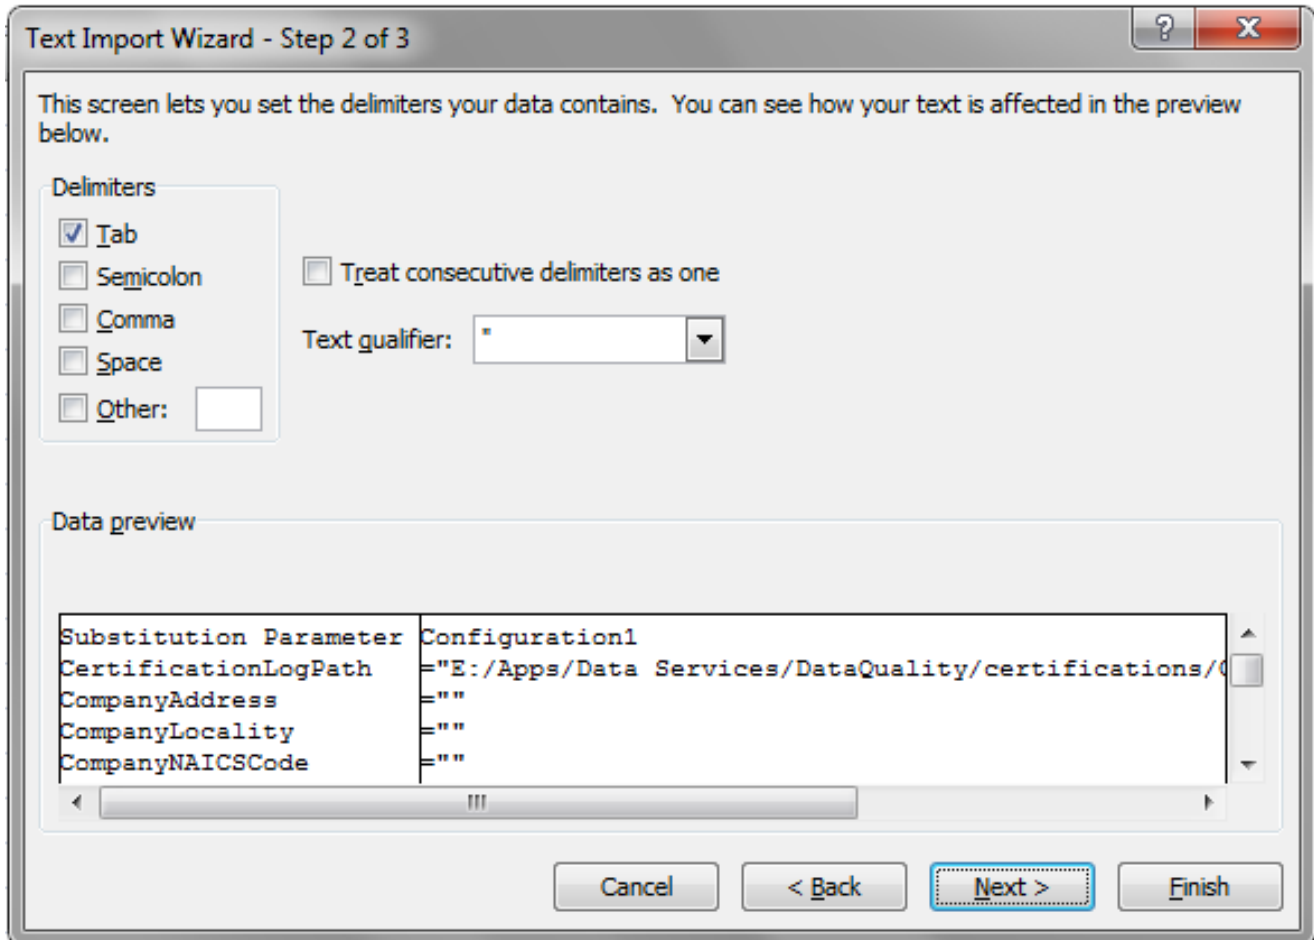 Text Import Wizard - Step 2 of 3
This screen lets you set the delimiters your data contains.  You can see how your text is affected in the preview
below.
Delimiters
Tab
Semicolon
Treat consecutive delimiters as one
Comma
Text qualifier: "
Space
Other:
Data preview
Substitution Parameter Configuration1
CertificationLogPath ="E:/Apps/Data Services/DataQuality/certifications/
CompanyAddress =""
CompanyLocality =""
CompanyNAICSCode =""
Cancel < Back Next > Finish